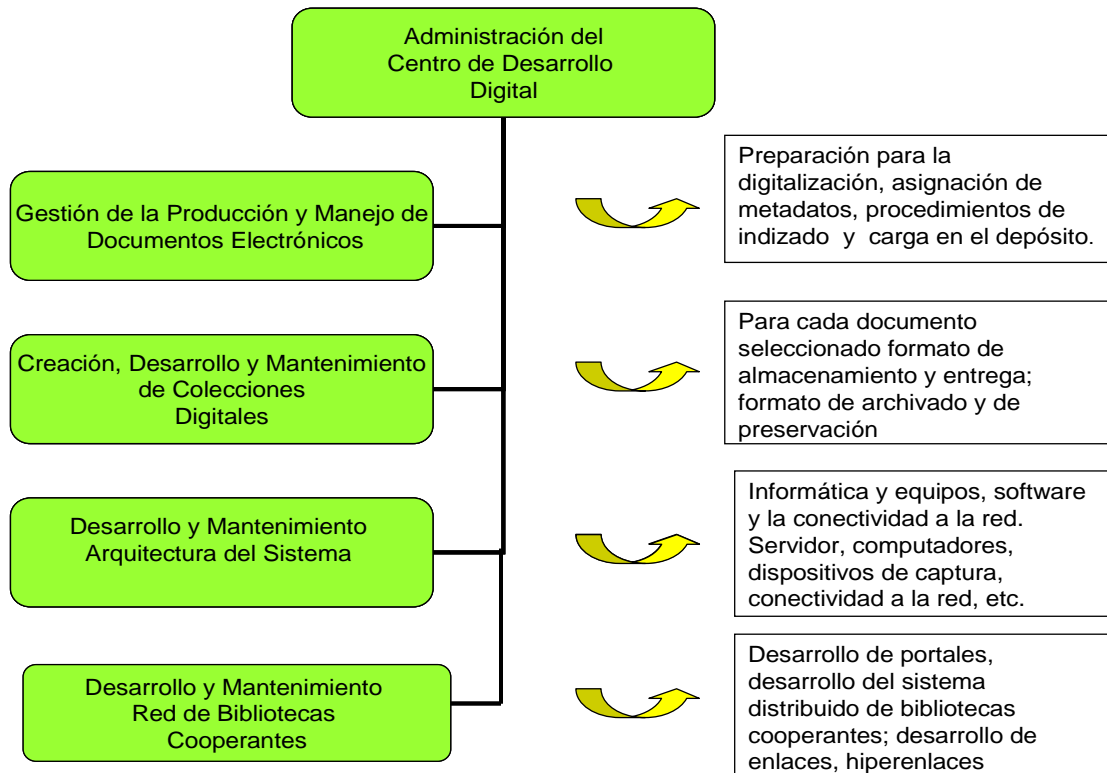 Administración del
Centro de Desarrollo
Digital
Gestión de la Producción y Manejo de
Documentos Electrónicos
Preparación para la
digitalización, asignación de
metadatos, procedimientos de
indizado y carga en el depósito.
Creación, Desarrollo y Mantenimiento
de Colecciones
Digitales
Para cada documento
seleccionado formato de
almacenamiento y entrega;
formato de archivado y de
preservación
Desarrollo y Mantenimiento
Arquitectura del Sistema
Informática y equipos, software
y la conectividad a la red.
Servidor, computadores,
dispositivos de captura,
conectividad a la red, etc.
Desarrollo y Mantenimiento
Red de Bibliotecas
Cooperantes
Desarrollo de portales,
desarrollo del sistema
distribuido de bibliotecas
cooperantes; desarrollo de
enlaces, hiperenlaces